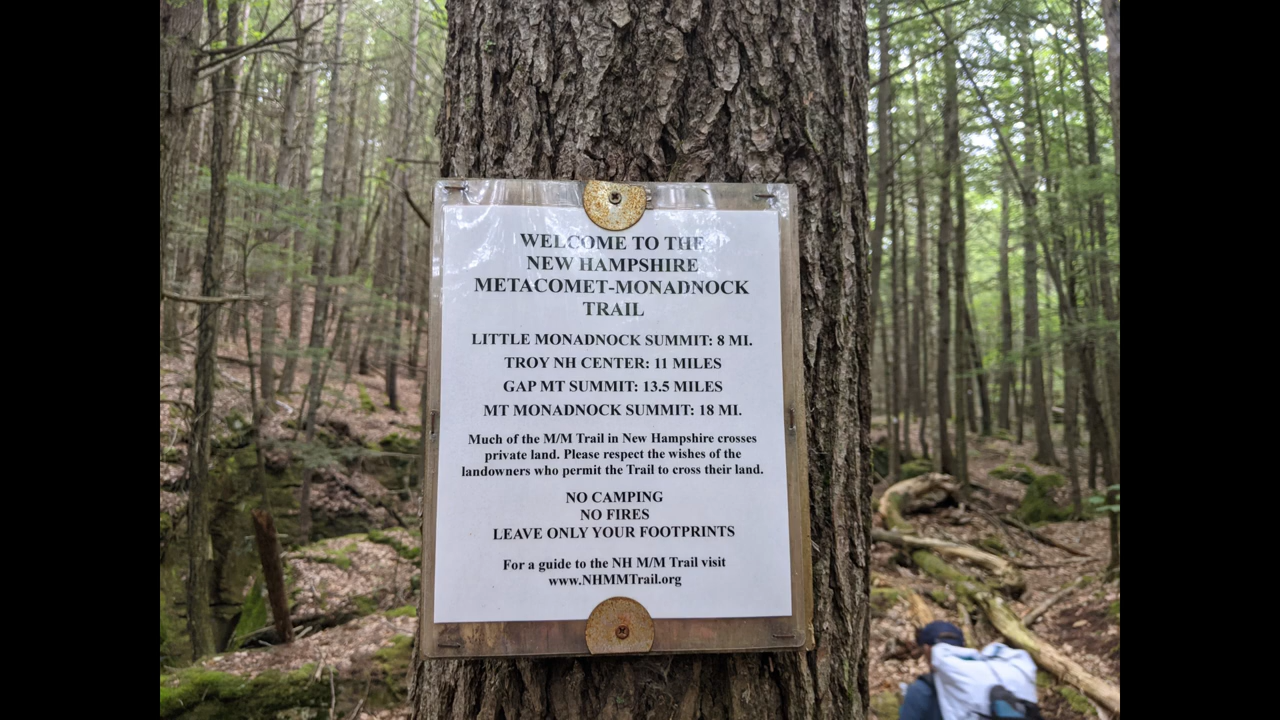 WELCOME TO THE
NEW HAMPSHIRE
METACOMET-MONADNOCK
TRAIL
LITTLE MONADNOCK SUMMIT: 8 MI.
TROY NH CENTER: 11 MILES
GAP MT SUMMIT: 13.5 MILES
MT MONADNOCK SUMMIT: 18 MI.
Much of the M/M Trail in New Hampshire crosses
private land. Please respect the wishes of the
landowners who permit the Trail to cross their land.
NO CAMPING
NO FIRES
LEAVE ONLY YOUR FOOTPRINTS
For a guide to the NH M/M Trail visit
www.NHMMTrail.org